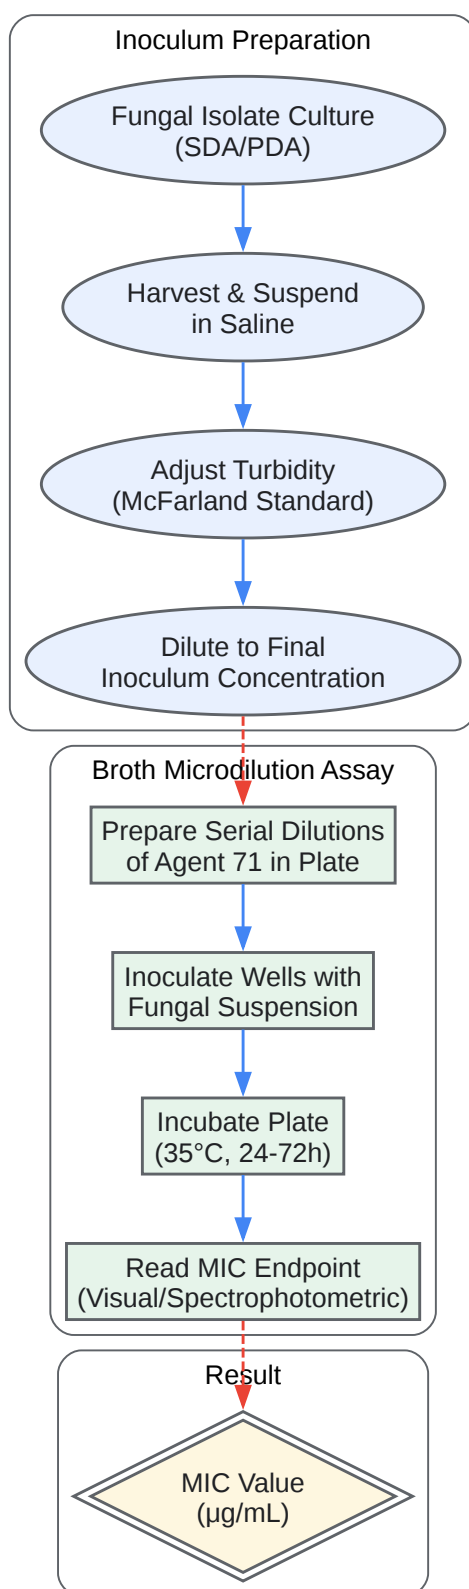 Inoculum Preparation
Fungal Isolate Culture
(SDA/PDA)
Harvest & Suspend
in Saline
Adjust Turbidity
(McFarland Standard)
Dilute to Final
Inoculum Concentration
Broth Microdilution Assay
Prepare Serial Dilutions
of Agent 71 in Plate
Inoculate Wells with
Fungal Suspension
Incubate Plate
(35°C, 24-72h)
Read MIC Endpoint
(Visual/Spectrophotometric)
Result
MIC Value
(µg/mL)